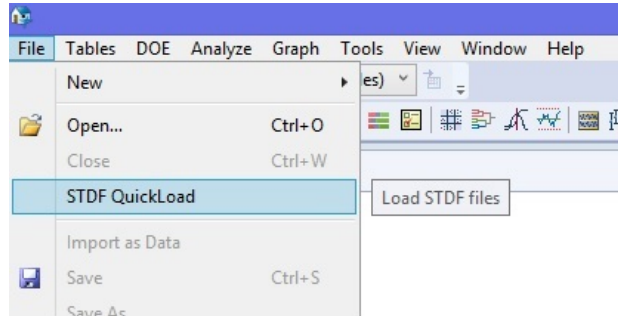 File Tables DOE Analyze Graph Tools View Window Help
New les)
Open... Ctrl+O
Close Ctrl+W
STDF QuickLoad Load STDF files
Import as Data
Save Ctrl+S
Save As